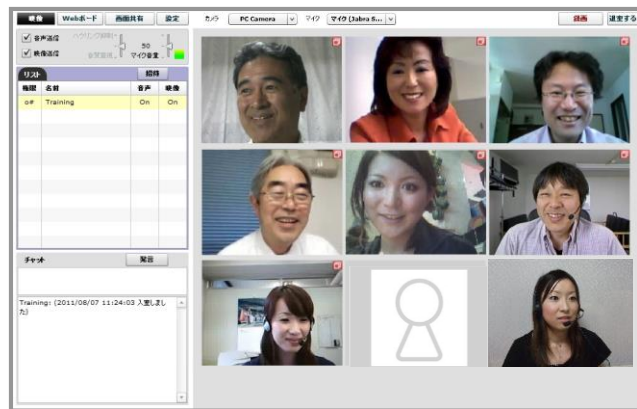 映像 Webボード 画面共有 設定 カメラ PC Camera マイク マイク (Jabra S... 録画 退室する
音声送信
映像送信 50 マイク音量
リスト 招待
権限 名前 音声 映像
Training On On
チャット 発言
Training: (2011/08/07 11:24:03 入室しまし
た)